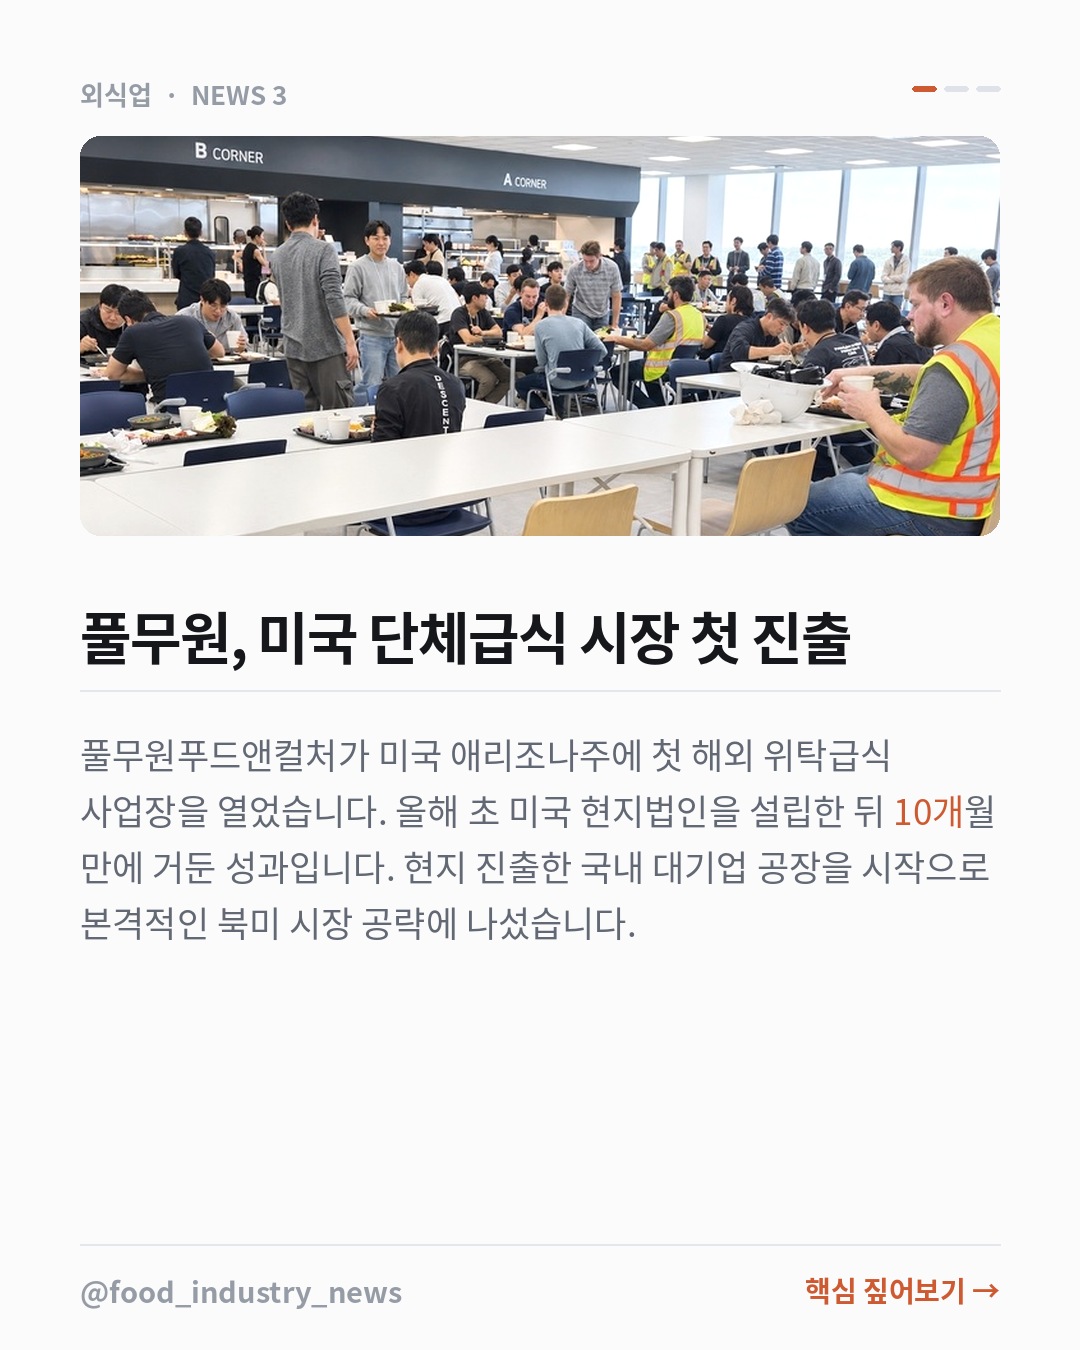 외식업 · NEWS 3
B CORNER
A CORNER
DESCENT
풀무원, 미국 단체급식 시장 첫 진출
풀무원푸드앤컬처가 미국 애리조나주에 첫 해외 위탁급식
사업장을 열었습니다. 올해 초 미국 현지법인을 설립한 뒤 10개월
만에 거둔 성과입니다. 현지 진출한 국내 대기업 공장을 시작으로
본격적인 북미 시장 공략에 나섰습니다.
@food_industry_news
핵심 짚어보기 →